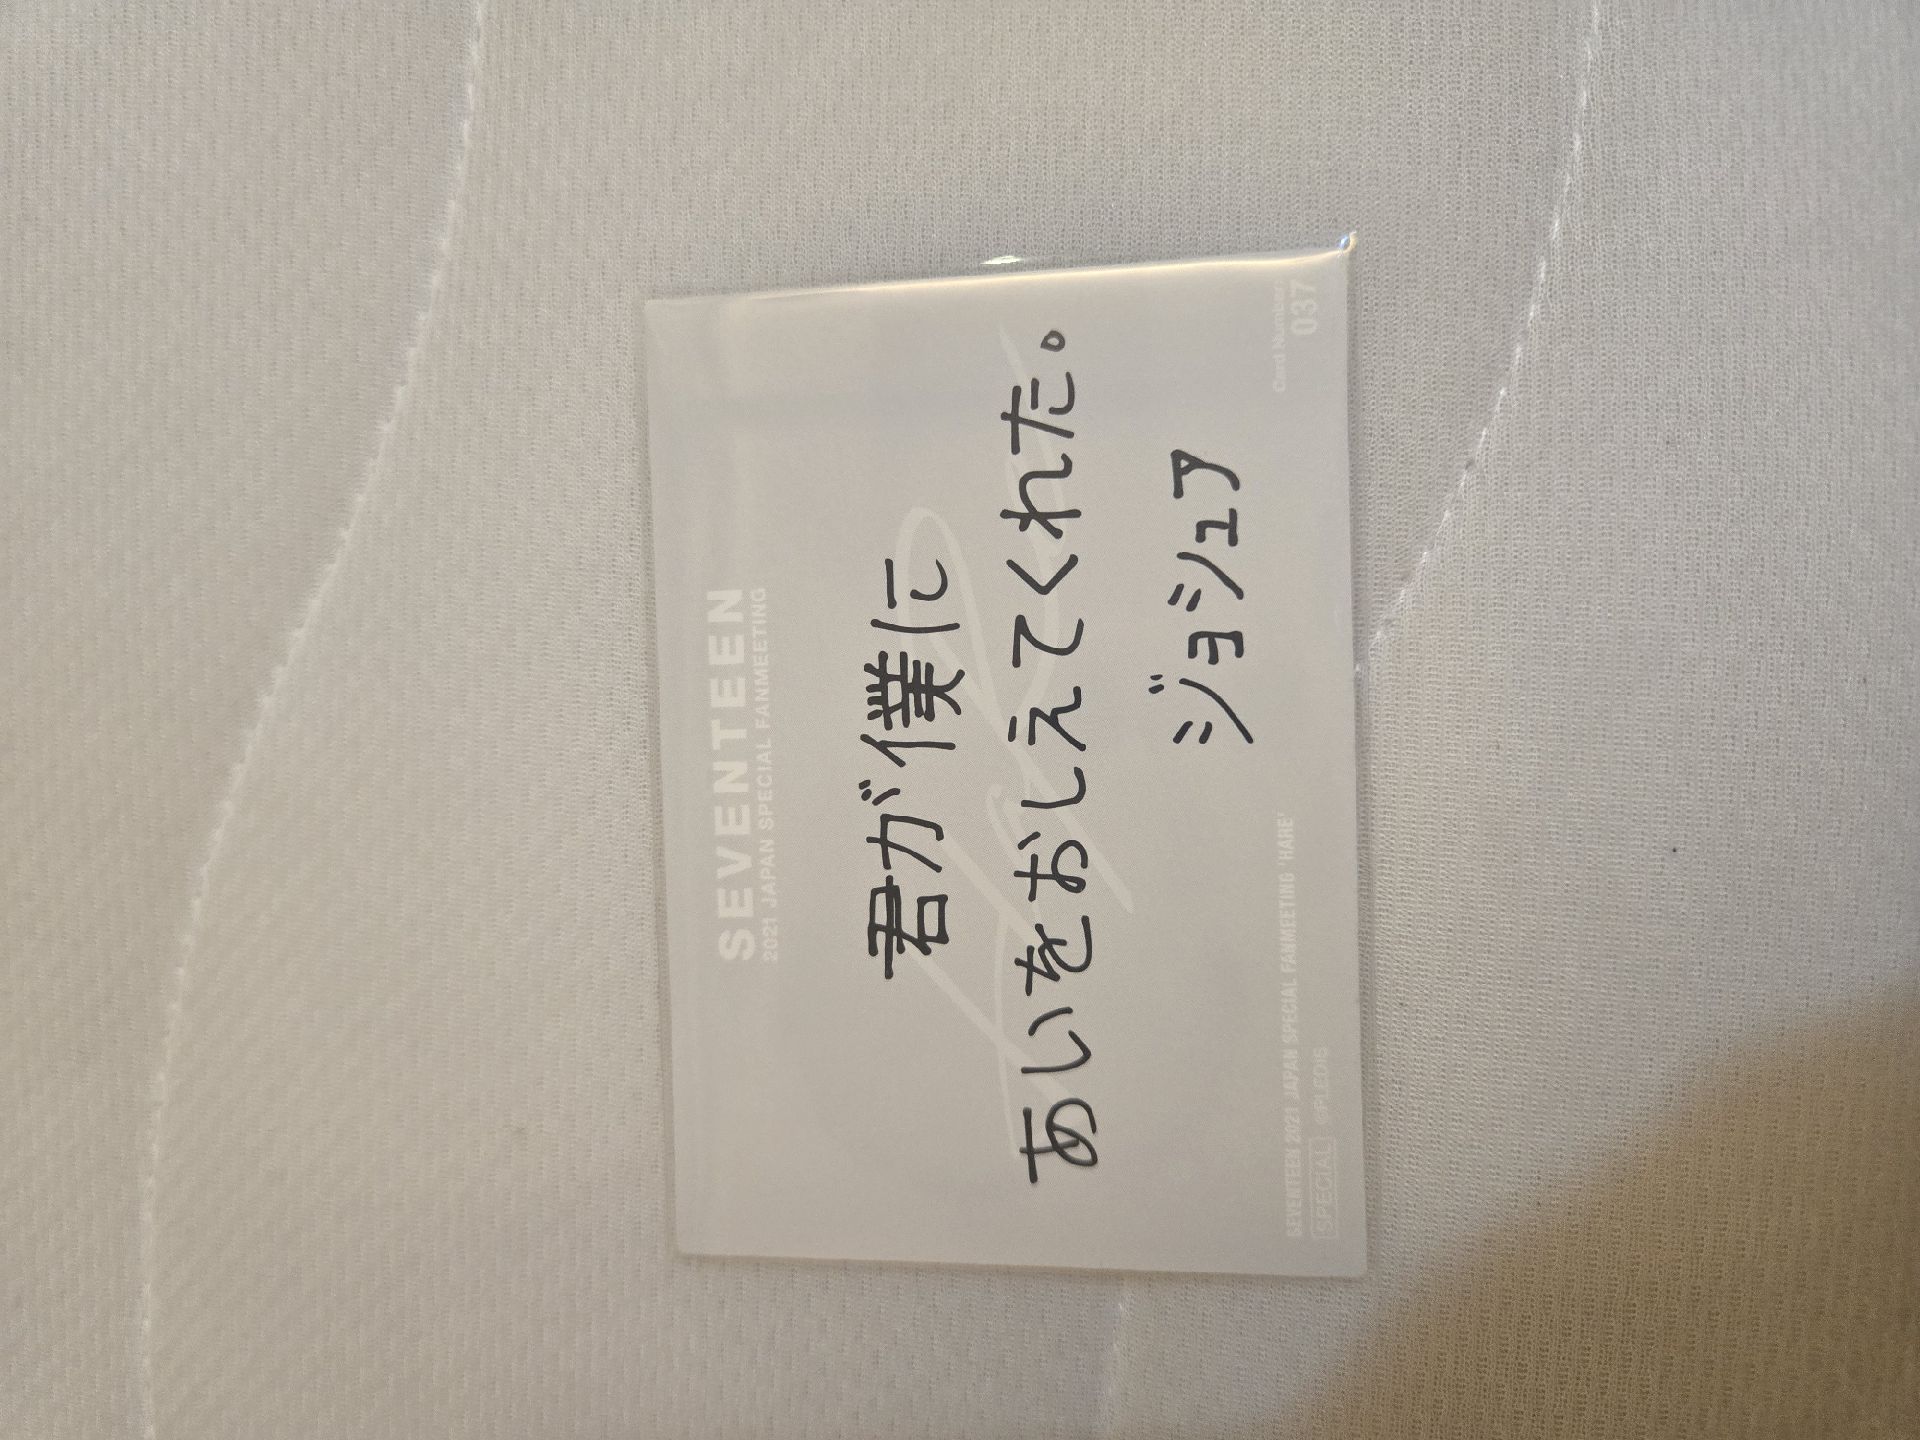 SEVENTEEN
2021 JAPAN SPECIAL FANMEETING
君が僕に
あいをおしえてくれた。
ジョシュア
SEVENTEEN 2021 JAPAN SPECIAL FANMEETING 'HARE'
SPECIAL ©PLEDIS
Card Number
037